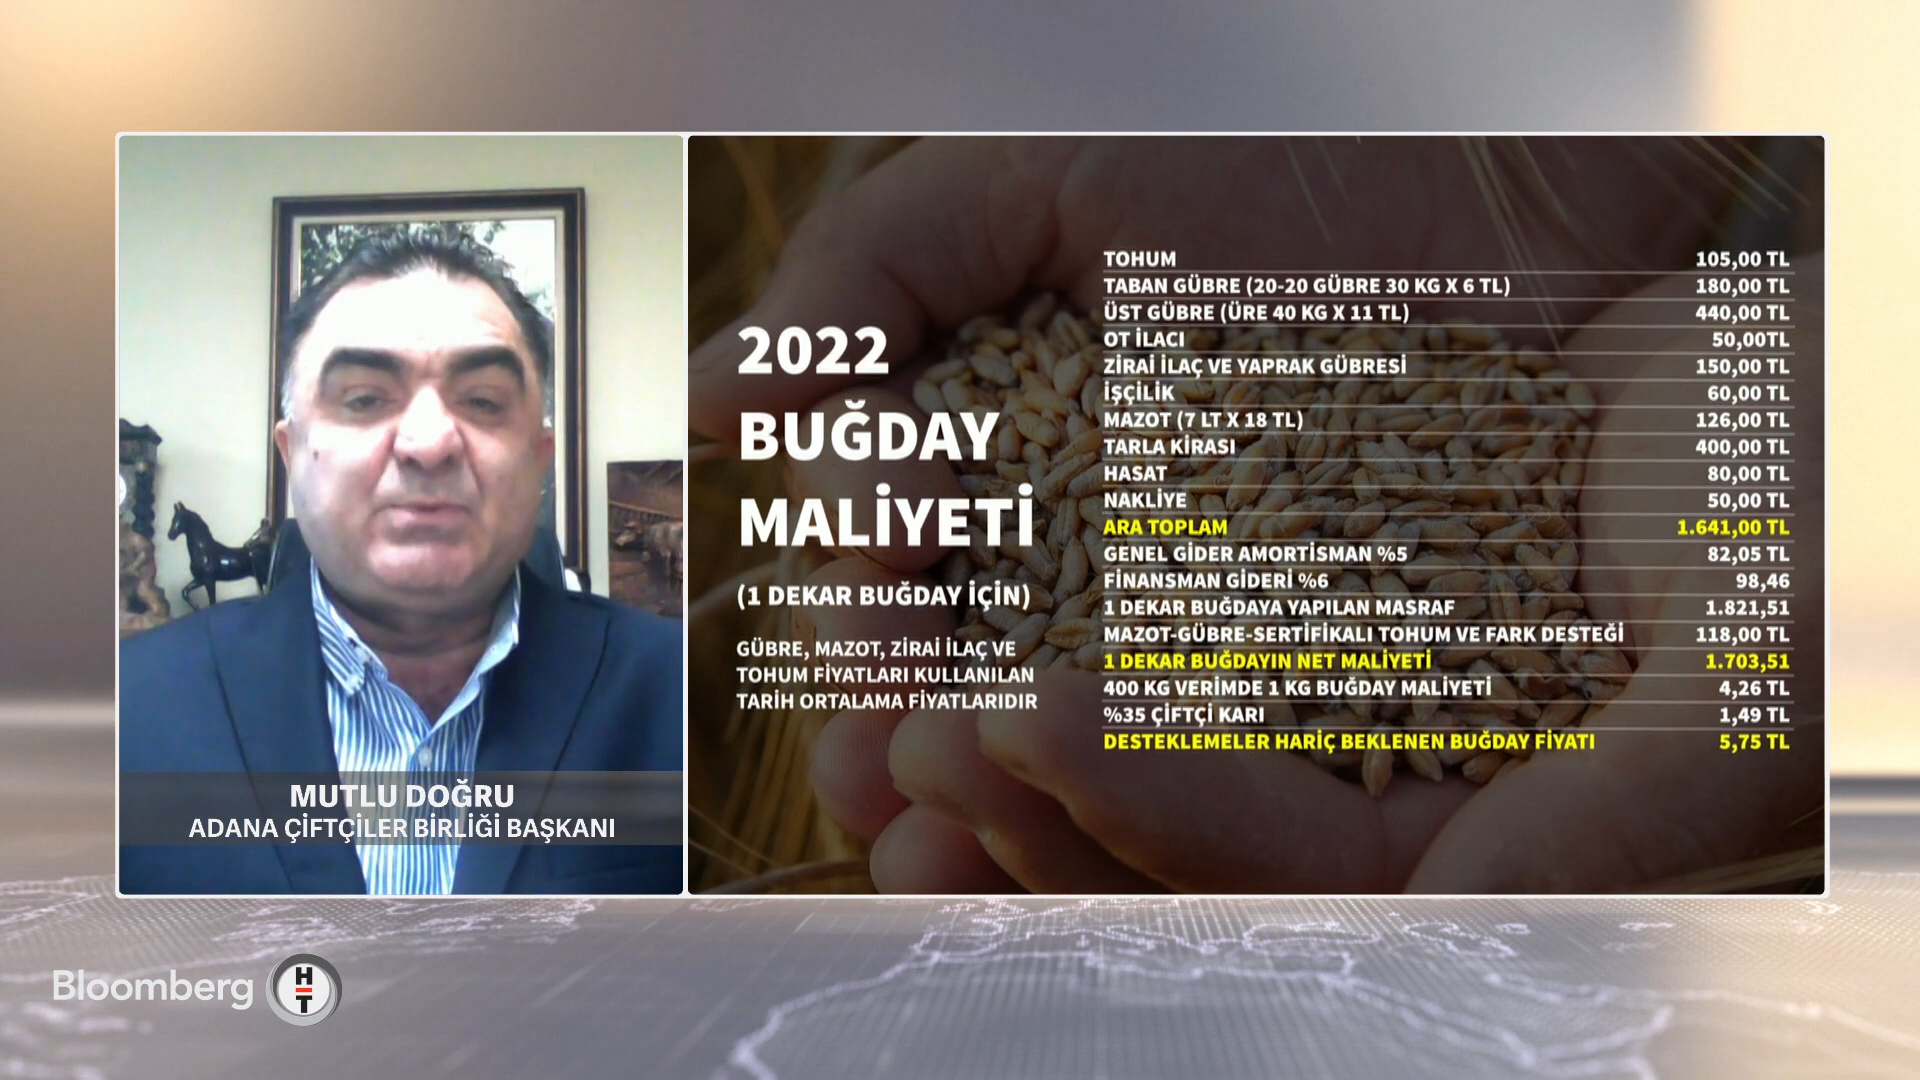 2022
BUĞDAY
MALİYETİ
(1 DEKAR BUĞDAY İÇİN)
GÜBRE, MAZOT, ZİRAİ İLAÇ VE
TOHUM FİYATLARI KULLANILAN
TARİH ORTALAMA FİYATLARIDIR
TOHUM 105,00 TL
TABAN GÜBRE (20-20 GÜBRE 30 KG X 6 TL) 180,00 TL
ÜST GÜBRE (ÜRE 40 KG X 11 TL) 440,00 TL
OT İLACI 50,00TL
ZİRAİ İLAÇ VE YAPRAK GÜBRESİ 150,00 TL
İŞÇİLİK 60,00 TL
MAZOT (7 LT X 18 TL) 126,00 TL
TARLA KİRASI 400,00 TL
HASAT 80,00 TL
NAKLİYE 50,00 TL
ARA TOPLAM 1.641,00 TL
GENEL GİDER AMORTİSMAN %5 82,05 TL
FİNANSMAN GİDERİ %6 98,46
1 DEKAR BUĞDAYA YAPILAN MASRAF 1.821,51
MAZOT-GÜBRE-SERTİFİKALI TOHUM VE FARK DESTEĞİ 118,00 TL
1 DEKAR BUĞDAYIN NET MALİYETİ 1.703,51
400 KG VERİMDE 1 KG BUĞDAY MALİYETİ 4,26 TL
%35 ÇİFTÇİ KARI 1,49 TL
DESTEKLEMELER HARİÇ BEKLENEN BUĞDAY FİYATI 5,75 TL
MUTLU DOĞRU
ADANA ÇİFTÇİLER BİRLİĞİ BAŞKANI
Bloomberg HT